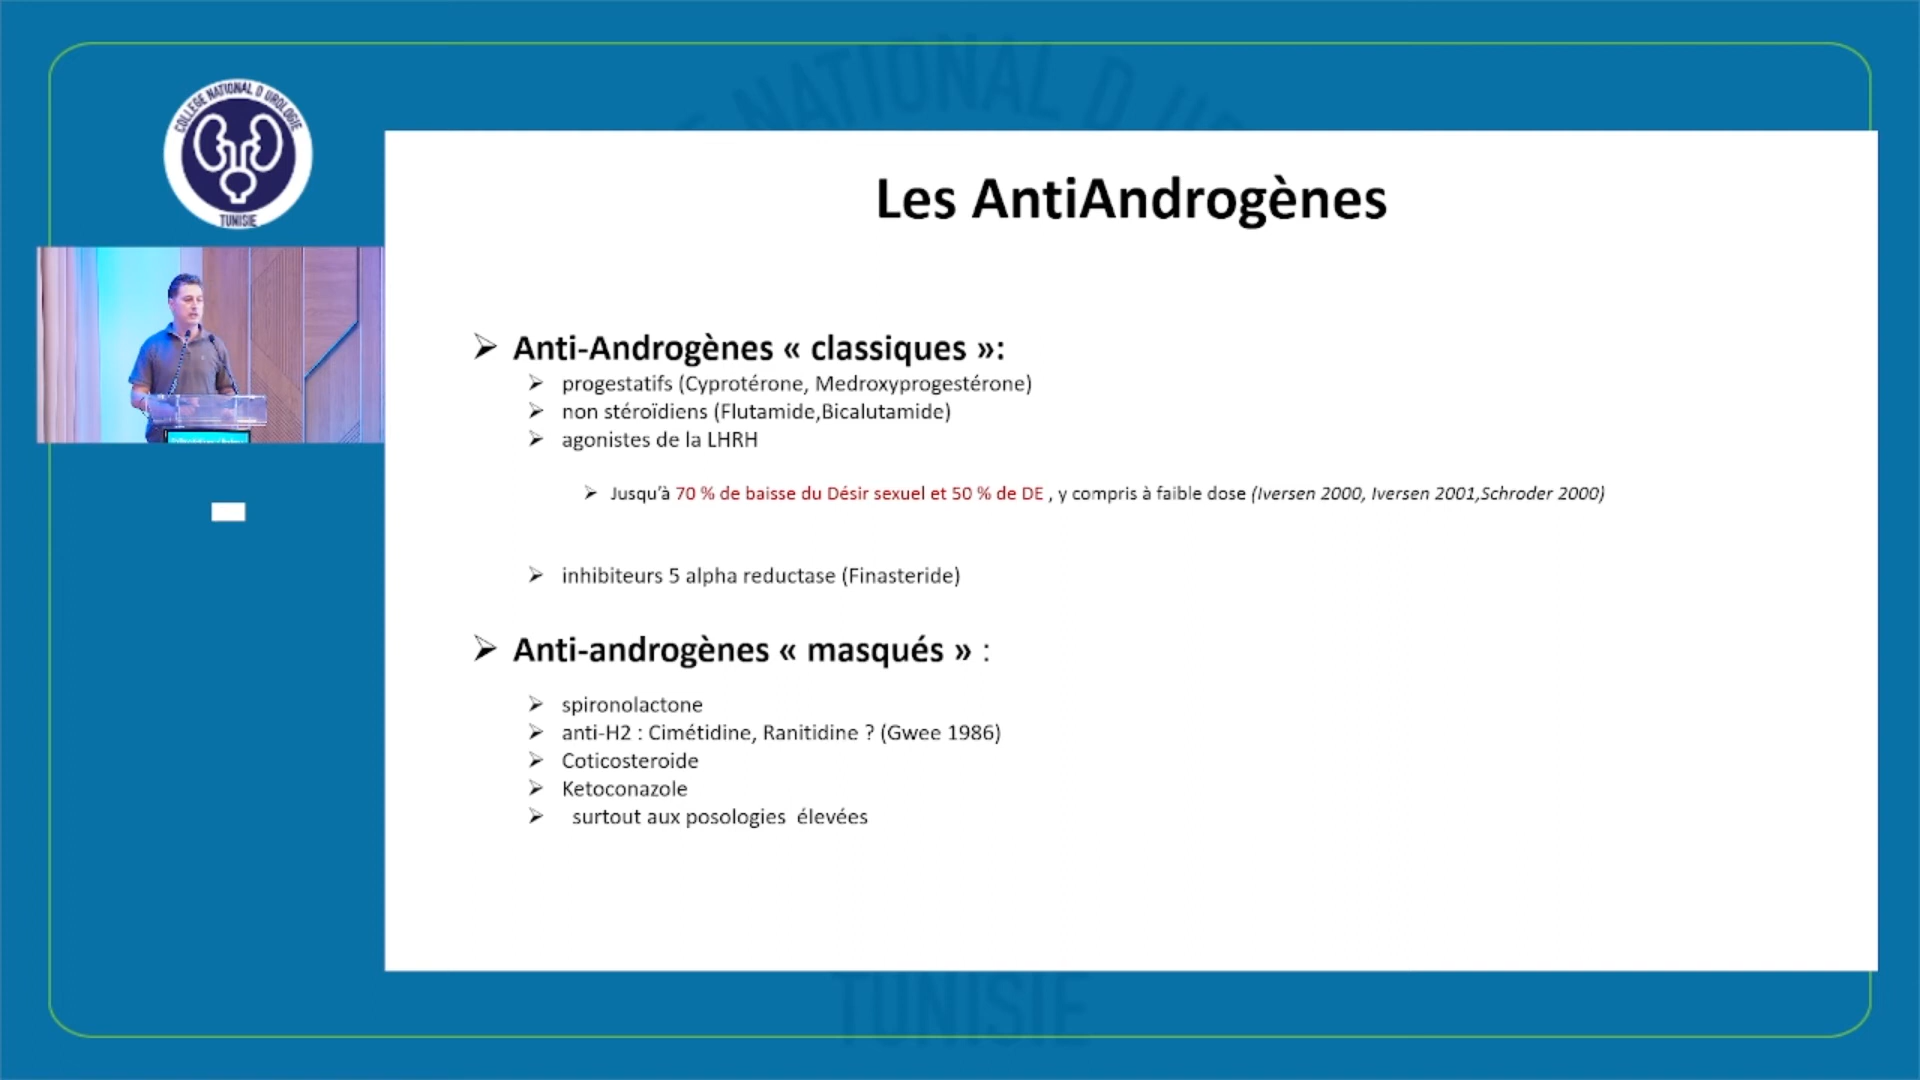 COLLEGE NATIONAL D UROLOGIE
TUNISIE
Les AntiAndrogènes
Anti-Androgènes « classiques »:
progestatifs (Cyprotérone, Medroxyprogestérone)
non stéroïdiens (Flutamide,Bicalutamide)
agonistes de la LHRH
Jusqu'à 70 % de baisse du Désir sexuel et 50 % de DE , y compris à faible dose (Iversen 2000, Iversen 2001,Schroder 2000)
inhibiteurs 5 alpha reductase (Finasteride)
Anti-androgènes « masqués » :
spironolactone
anti-H2 : Cimétidine, Ranitidine ? (Gwee 1986)
Coticosteroide
Ketoconazole
surtout aux posologies élevées
NATIONAL D
TUNISIE